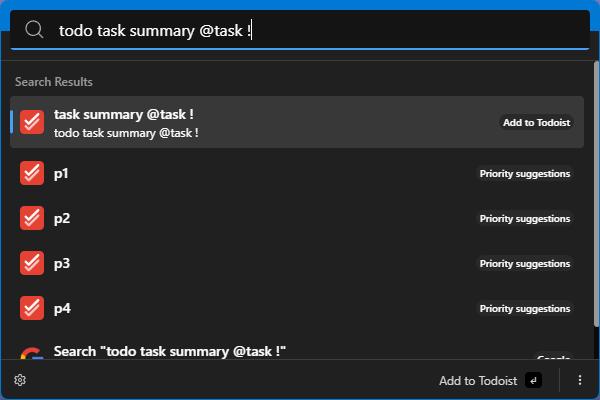 todo task summary @task !
Search Results
task summary @task !
todo task summary @task !
Add to Todoist
p1
Priority suggestions
p2
Priority suggestions
p3
Priority suggestions
p4
Priority suggestions
Search "todo task summary @task !"
Google
Add to Todoist